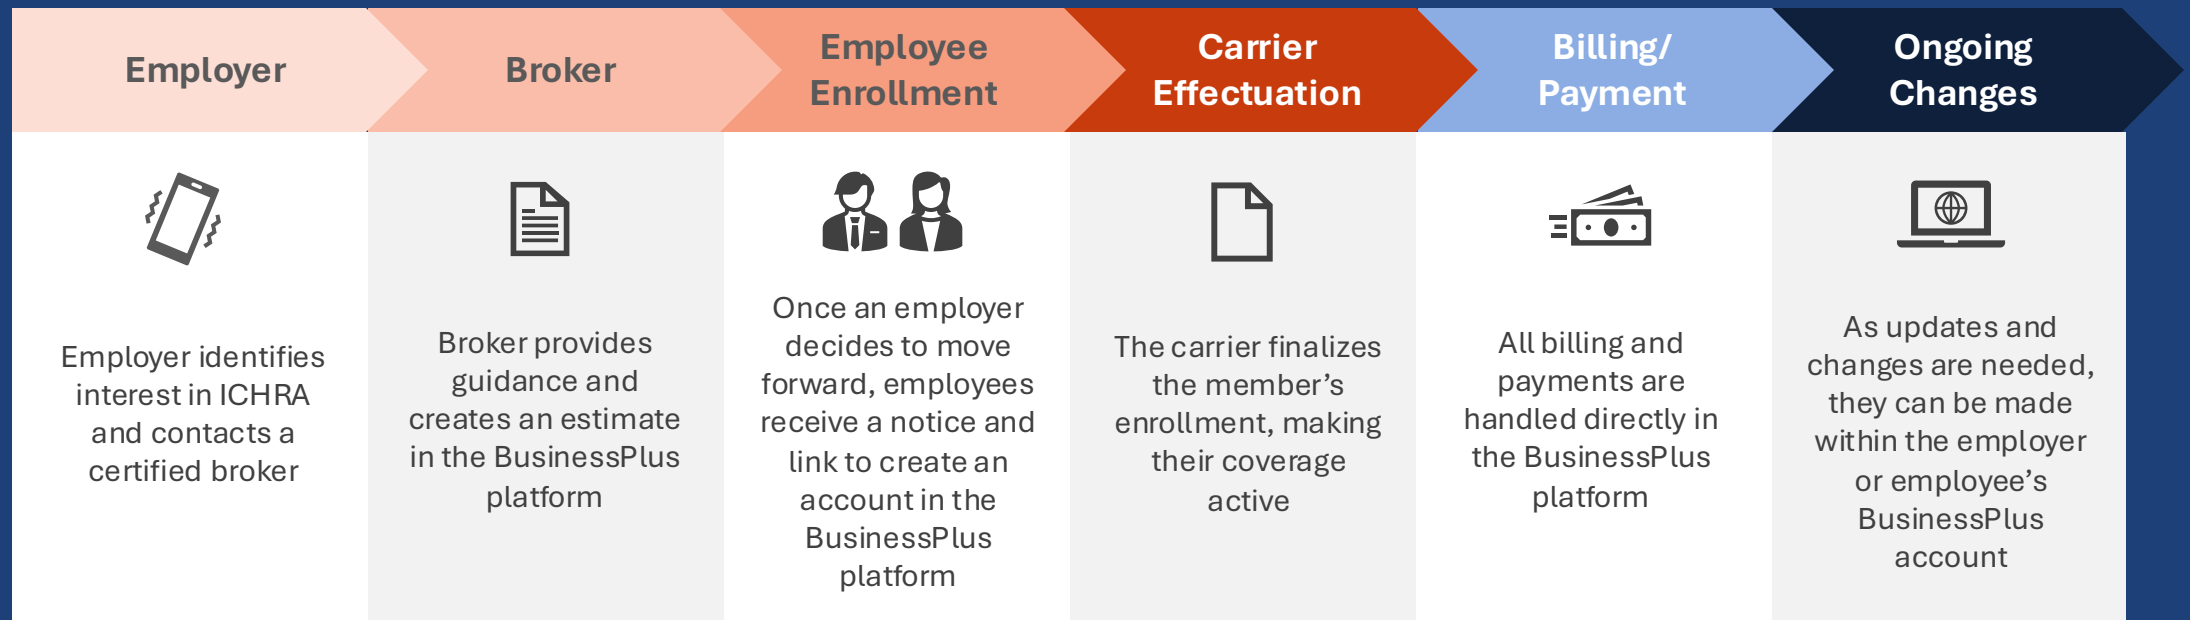 Employer
Broker
Employee
Enrollment
Carrier
Effectuation
Billing/
Payment
Ongoing
Changes
Employer identifies
interest in ICHRA
and contacts a
certified broker
Broker provides
guidance and
creates an estimate
in the BusinessPlus
platform
Once an employer
decides to move
forward, employees
receive a notice and
link to create an
account in the
BusinessPlus
platform
The carrier finalizes
the member’s
enrollment, making
their coverage
active
All billing and
payments are
handled directly in
the BusinessPlus
platform
As updates and
changes are needed,
they can be made
within the employer
or employee’s
BusinessPlus
account